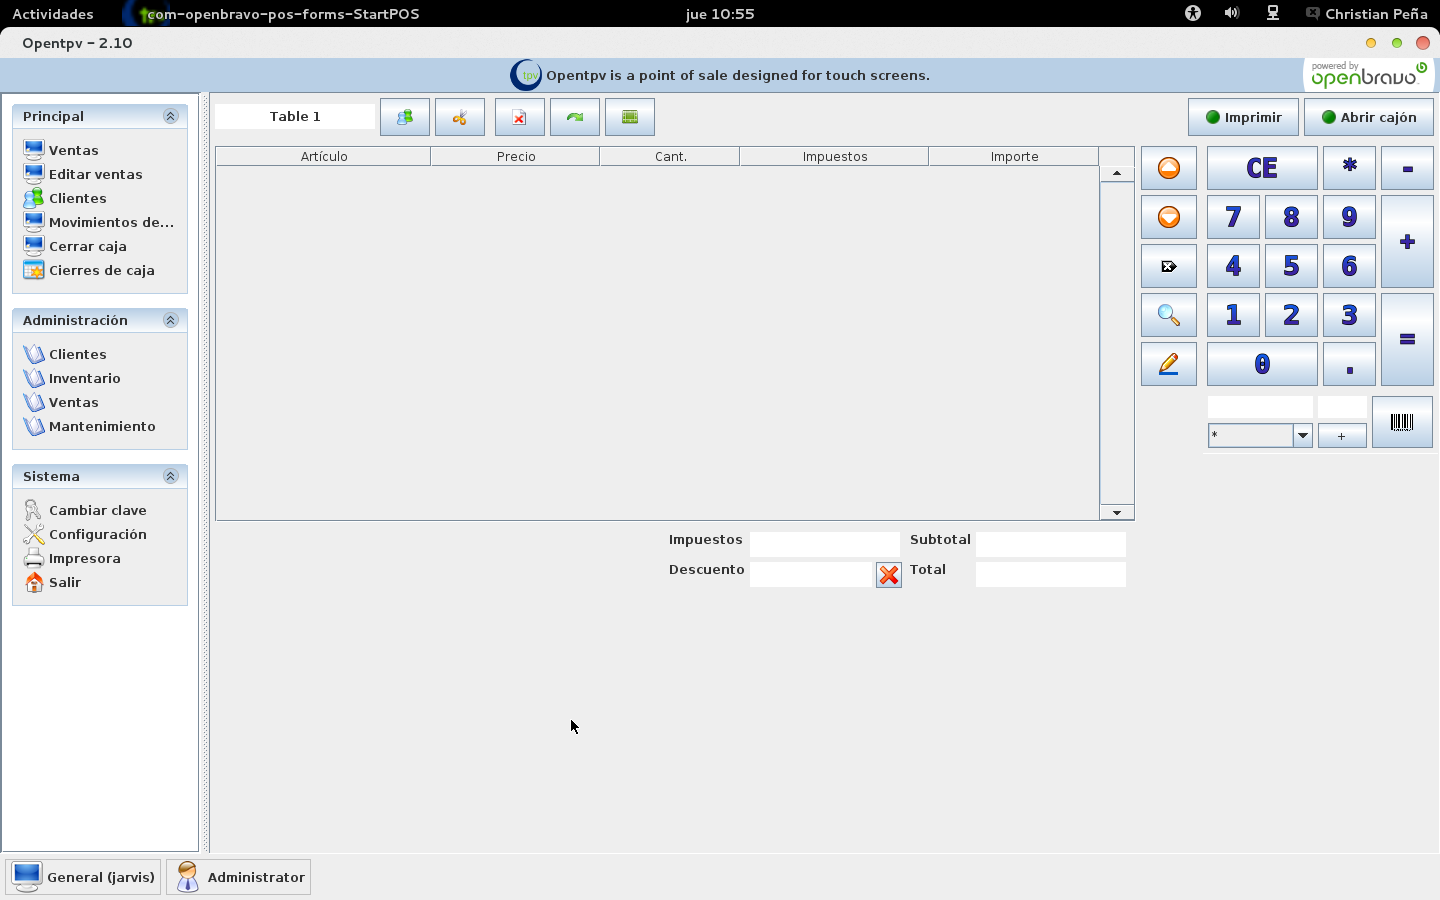 Actividades com-openbravo-pos-forms-StartPOS jue 10:55 Christian Peña
Opentpv - 2.10
tpv Opentpv is a point of sale designed for touch screens. powered by openbravo
Principal
Ventas
Editar ventas
Clientes
Movimientos de...
Cerrar caja
Cierres de caja
Administración
Clientes
Inventario
Ventas
Mantenimiento
Sistema
Cambiar clave
Configuración
Impresora
Salir
Table 1 Imprimir Abrir cajón
Artículo Precio Cant. Impuestos Importe
CE * -
7 8 9 +
4 5 6
1 2 3 =
0 .
* +
Impuestos Subtotal
Descuento Total
General (jarvis) Administrator